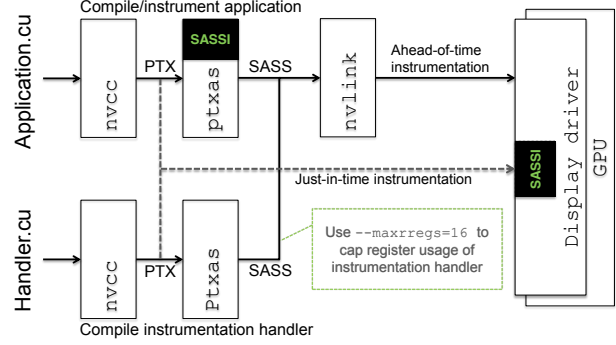 Compile/instrument application
Application.cu
nvcc
PTX
SASSI
ptxas
SASS
nvlink
Ahead-of-time
instrumentation
Display driver
GPU
SASSI
Just-in-time instrumentation
Handler.cu
nvcc
PTX
Ptxas
SASS
Use --maxrregs=16 to
cap register usage of
instrumentation handler
Compile instrumentation handler